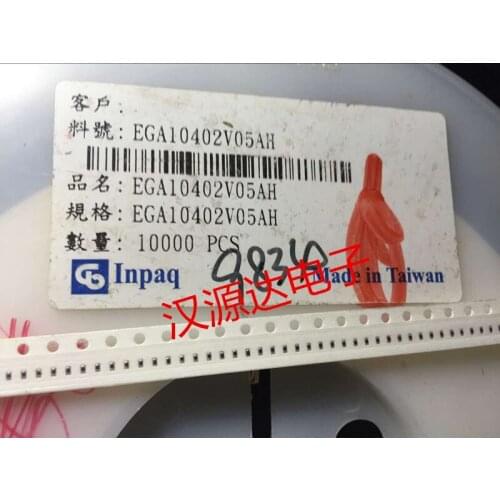 客戶:
料號: EGA10402V05AH
品名: EGA10402V05AH
規格: EGA10402V05AH
數量: 10000 PCS
Inpaq
Made in Taiwan
汉源达电子